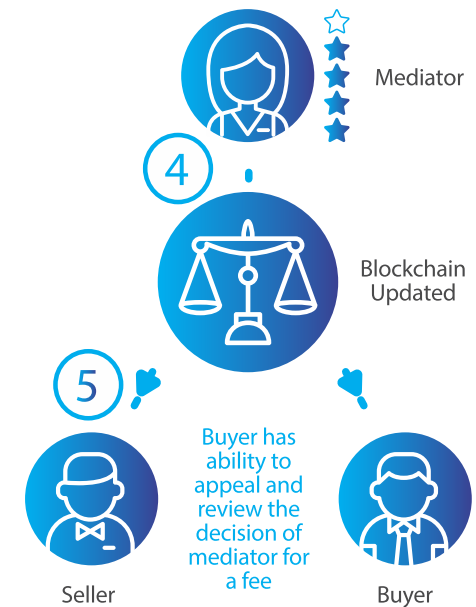 Mediator
4
Blockchain
Updated
5
Buyer has
ability to
appeal and
review the
decision of
mediator for
a fee
Seller
Buyer